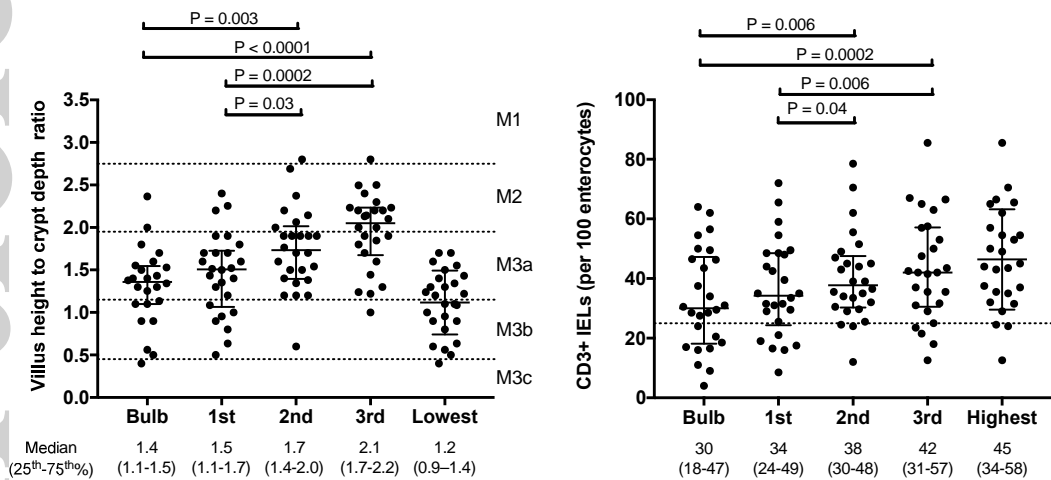 P = 0.003
P < 0.0001
P = 0.0002
P = 0.03
Villus height to crypt depth ratio
3.5
3.0
2.5
2.0
1.5
1.0
0.5
0.0
M1
M2
M3a
M3b
M3c
Bulb 1st 2nd 3rd Lowest
Median 1.4 1.5 1.7 2.1 1.2
(25th-75th%) (1.1-1.5) (1.1-1.7) (1.4-2.0) (1.7-2.2) (0.9–1.4)
P = 0.006
P = 0.0002
P = 0.006
P = 0.04
CD3+ IELs (per 100 enterocytes)
100
80
60
40
20
0
Bulb 1st 2nd 3rd Highest
30 34 38 42 45
(18-47) (24-49) (30-48) (31-57) (34-58)